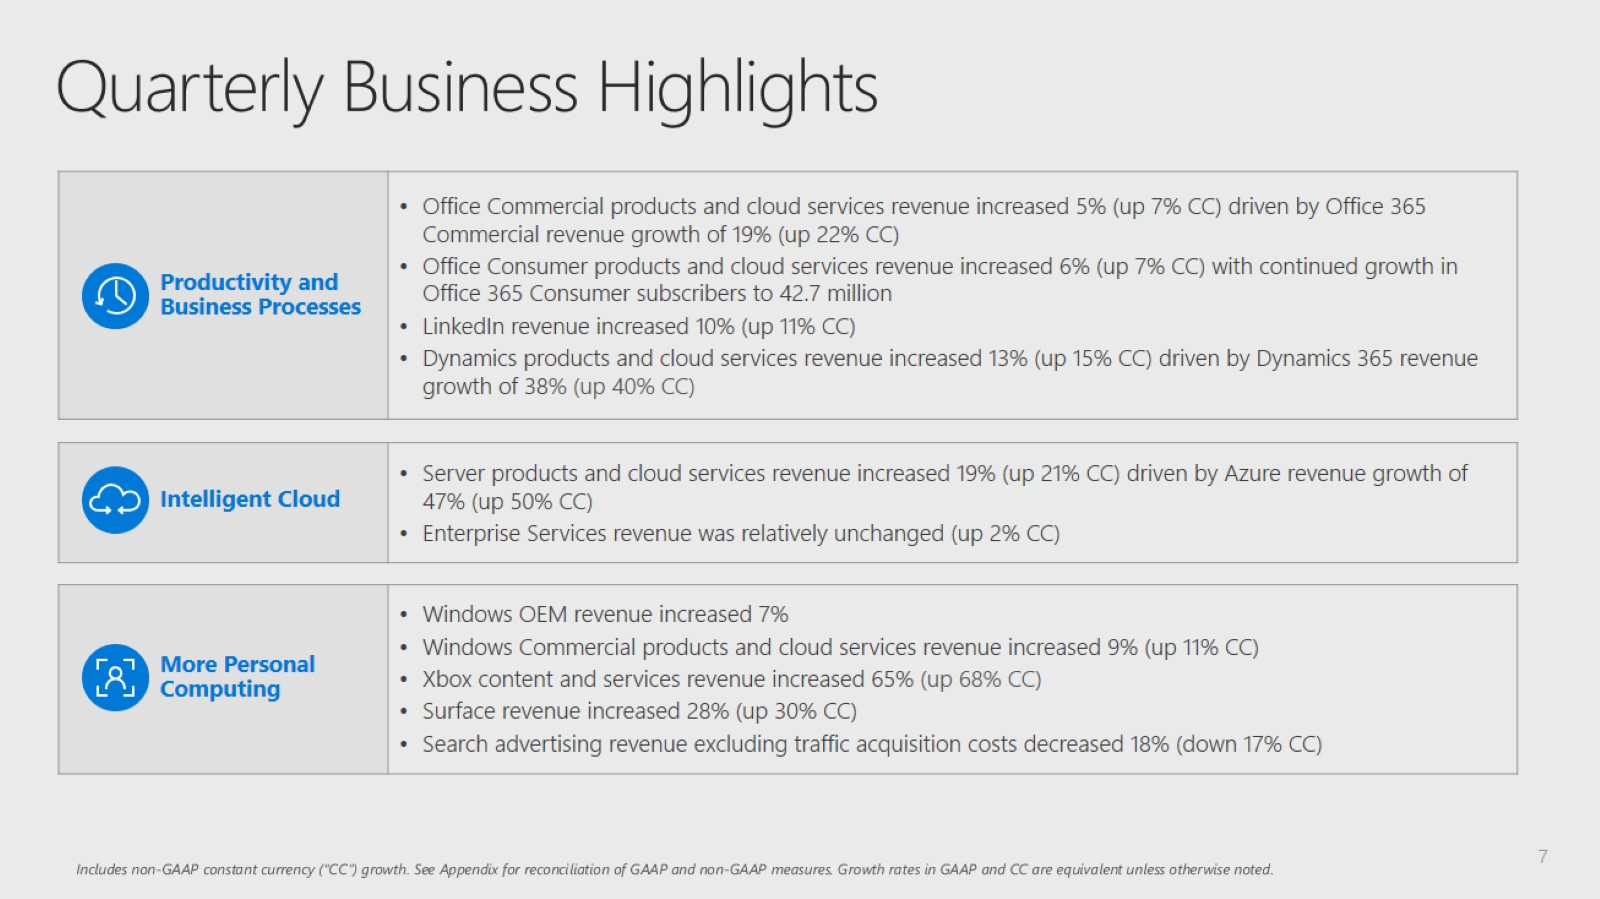 Quarterly Business Highlights
Productivity and
Business Processes
• Office Commercial products and cloud services revenue increased 5% (up 7% CC) driven by Office 365
Commercial revenue growth of 19% (up 22% CC)
• Office Consumer products and cloud services revenue increased 6% (up 7% CC) with continued growth in
Office 365 Consumer subscribers to 42.7 million
• LinkedIn revenue increased 10% (up 11% CC)
• Dynamics products and cloud services revenue increased 13% (up 15% CC) driven by Dynamics 365 revenue
growth of 38% (up 40% CC)
Intelligent Cloud
• Server products and cloud services revenue increased 19% (up 21% CC) driven by Azure revenue growth of
47% (up 50% CC)
• Enterprise Services revenue was relatively unchanged (up 2% CC)
More Personal
Computing
• Windows OEM revenue increased 7%
• Windows Commercial products and cloud services revenue increased 9% (up 11% CC)
• Xbox content and services revenue increased 65% (up 68% CC)
• Surface revenue increased 28% (up 30% CC)
• Search advertising revenue excluding traffic acquisition costs decreased 18% (down 17% CC)
Includes non-GAAP constant currency ("CC") growth. See Appendix for reconciliation of GAAP and non-GAAP measures. Growth rates in GAAP and CC are equivalent unless otherwise noted.
7